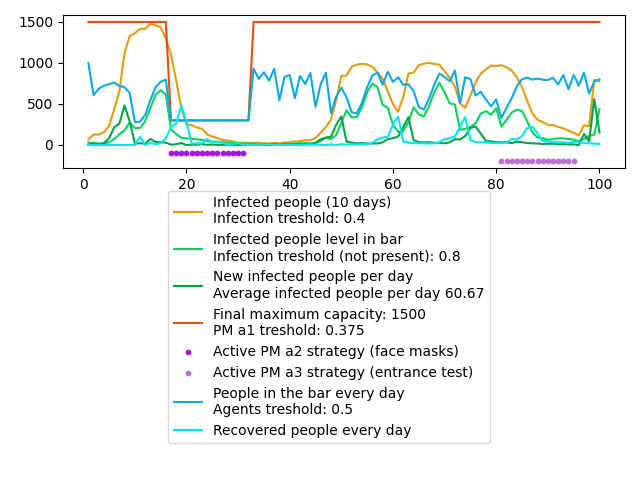 1500
1000
500
0
0
20
40
60
80
100
Infected people (10 days)
Infection treshold: 0.4
Infected people level in bar
Infection treshold (not present): 0.8
New infected people per day
Average infected people per day 60.67
Final maximum capacity: 1500
PM a1 treshold: 0.375
Active PM a2 strategy (face masks)
Active PM a3 strategy (entrance test)
People in the bar every day
Agents treshold: 0.5
Recovered people every day